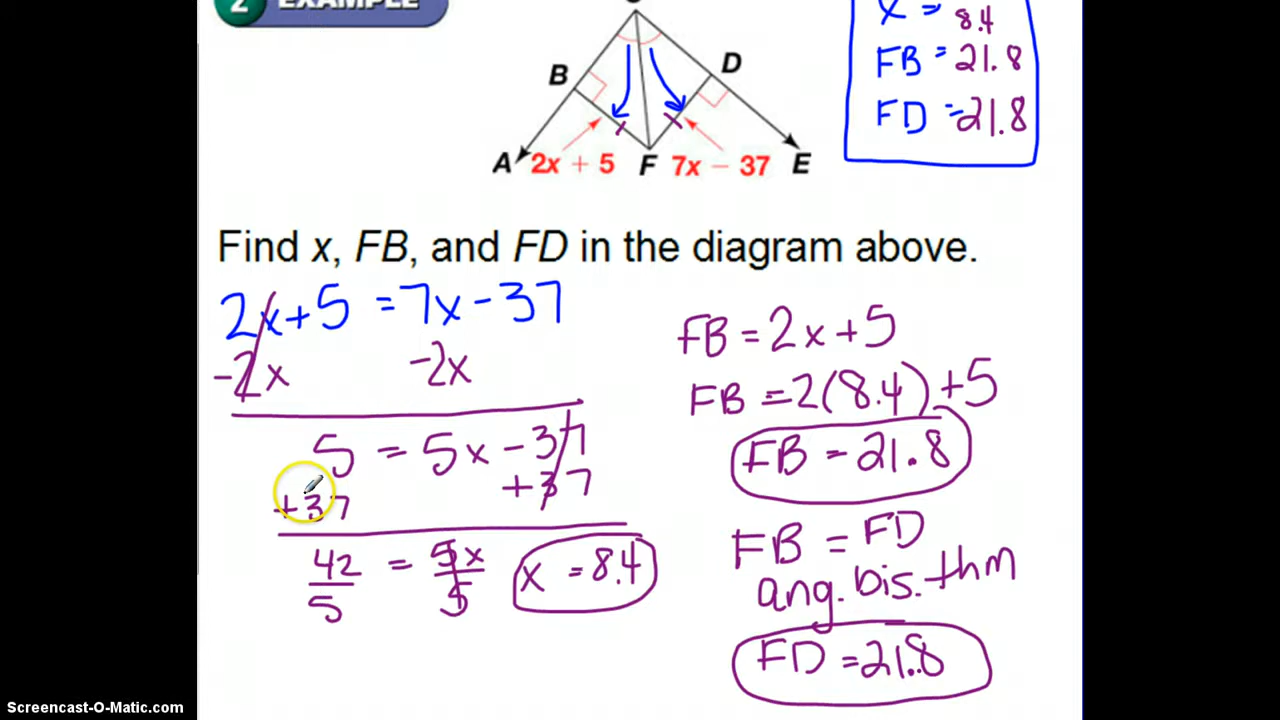 2 EXAMPLE
x = 8.4
FB = 21.8
FD = 21.8
B
D
A 2x + 5 F 7x − 37 E
Find x, FB, and FD in the diagram above.
2x+5 = 7x-37
-2x -2x
5 = 5x - 37
+37 +37
42/5 = 5x/5
x = 8.4
FB = 2x+5
FB = 2(8.4)+5
FB = 21.8
FB = FD
ang. bis. thm
FD = 21.8
Screencast-O-Matic.com